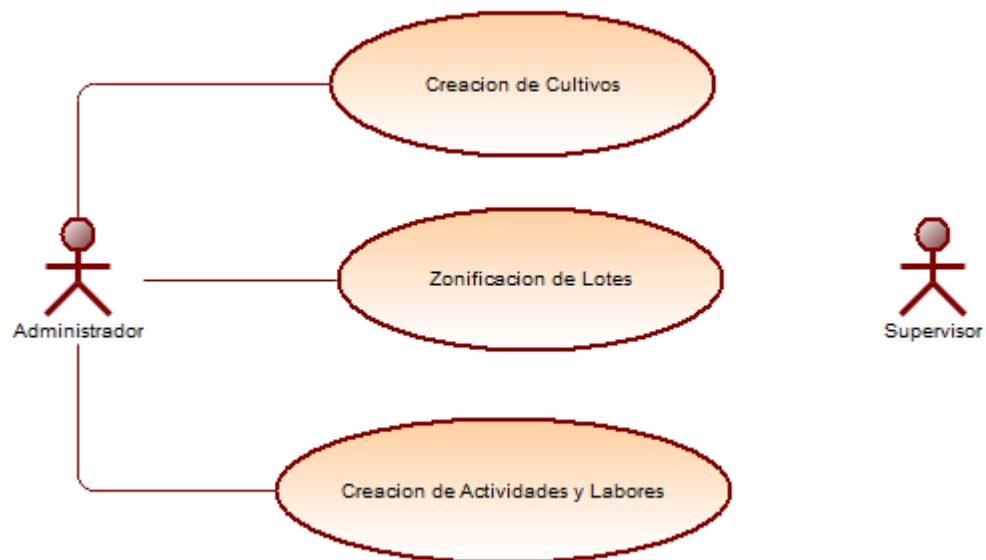 Creacion de Cultivos
Zonificacion de Lotes
Administrador
Supervisor
Creacion de Actividades y Labores